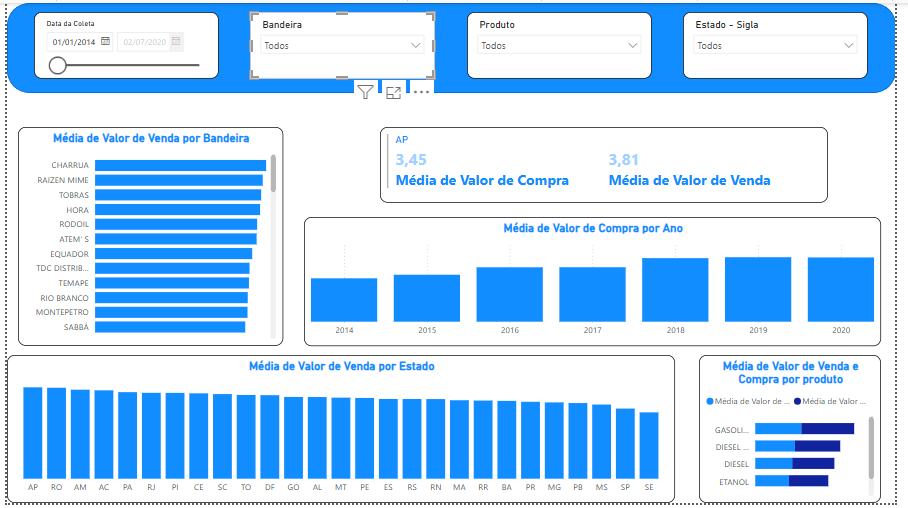 Data da Coleta
01/01/2014
02/07/2020
Bandeira
Todos
Produto
Todos
Estado - Sigla
Todos
Média de Valor de Venda por Bandeira
CHARRUA
RAIZEN MIME
TOBRAS
HORA
RODOIL
ATEM' S
EQUADOR
TDC DISTRIB...
TEMAPE
RIO BRANCO
MONTEPETRO
SABBÁ
AP
3,45
Média de Valor de Compra
3,81
Média de Valor de Venda
Média de Valor de Compra por Ano
2014 2015 2016 2017 2018 2019 2020
Média de Valor de Venda por Estado
AP RO AM AC PA RJ PI CE SC TO DF GO AL MT PE ES RS RN MA RR BA PR MG PB MS SP SE
Média de Valor de Venda e
Compra por produto
Média de Valor de ... Média de Valor ...
GASOLI...
DIESEL ...
DIESEL
ETANOL